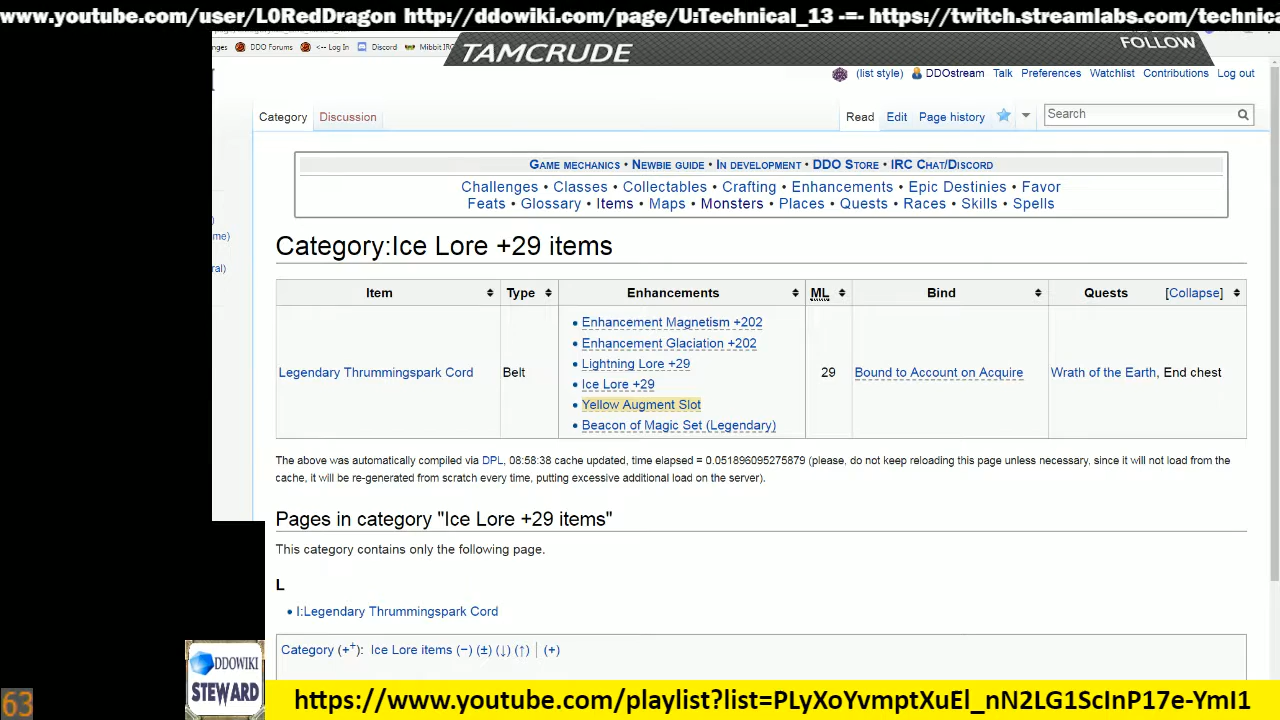 www.youtube.com/user/L0RedDragon http://ddowiki.com/page/U:Technical_13 -=- https://twitch.streamlabs.com/technica
nges DDO Forums <-- Log In Discord Mibbit IRC
TAMCRUDE
FOLLOW
(list style) DDOstream Talk Preferences Watchlist Contributions Log out
Category Discussion Read Edit Page history Search
GAME MECHANICS • NEWBIE GUIDE • IN DEVELOPMENT • DDO STORE • IRC CHAT/DISCORD
Challenges • Classes • Collectables • Crafting • Enhancements • Epic Destinies • Favor
Feats • Glossary • Items • Maps • Monsters • Places • Quests • Races • Skills • Spells
me)
ral)
Category:Ice Lore +29 items
Item Type Enhancements ML Bind Quests [Collapse]
• Enhancement Magnetism +202
• Enhancement Glaciation +202
• Lightning Lore +29
Legendary Thrummingspark Cord Belt 29 Bound to Account on Acquire Wrath of the Earth, End chest
• Ice Lore +29
• Yellow Augment Slot
• Beacon of Magic Set (Legendary)
The above was automatically compiled via DPL, 08:58:38 cache updated, time elapsed = 0.051896095275879 (please, do not keep reloading this page unless necessary, since it will not load from the
cache, it will be re-generated from scratch every time, putting excessive additional load on the server).
Pages in category "Ice Lore +29 items"
This category contains only the following page.
L
• I:Legendary Thrummingspark Cord
Category (++): Ice Lore items (−) (±) (↓) (↑) | (+)
DDOWIKI
STEWARD
63
https://www.youtube.com/playlist?list=PLyXoYvmptXuEl_nN2LG1ScInP17e-YmI1